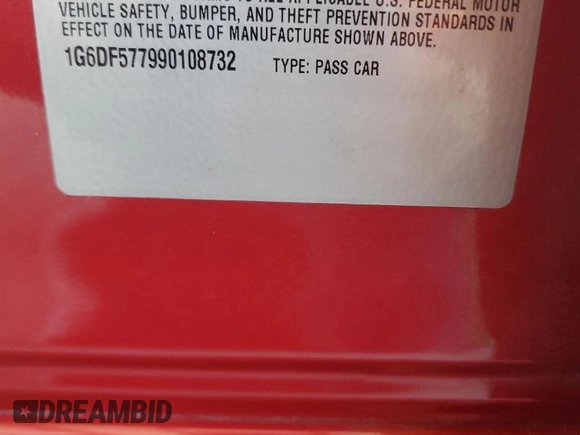 VEHICLE SAFETY, BUMPER, AND THEFT PREVENTION STANDARDS IN
EFFECT ON THE DATE OF MANUFACTURE SHOWN ABOVE.
1G6DF577990108732 TYPE: PASS CAR
DREAMBID